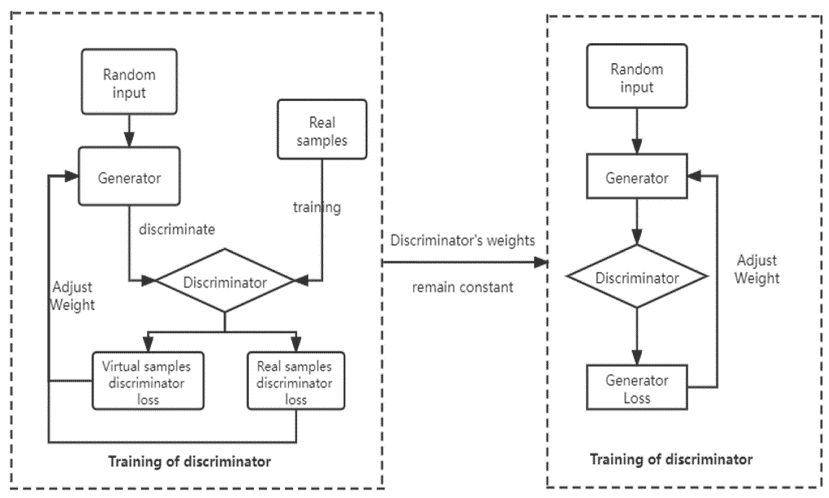 Random
input
Real
samples
Generator
training
discriminate
Discriminator
Adjust
Weight
Virtual samples
discriminator
loss
Real samples
discriminator
loss
Training of discriminator
Discriminator's weights
remain constant
Random
input
Generator
Discriminator
Adjust
Weight
Generator
Loss
Training of discriminator